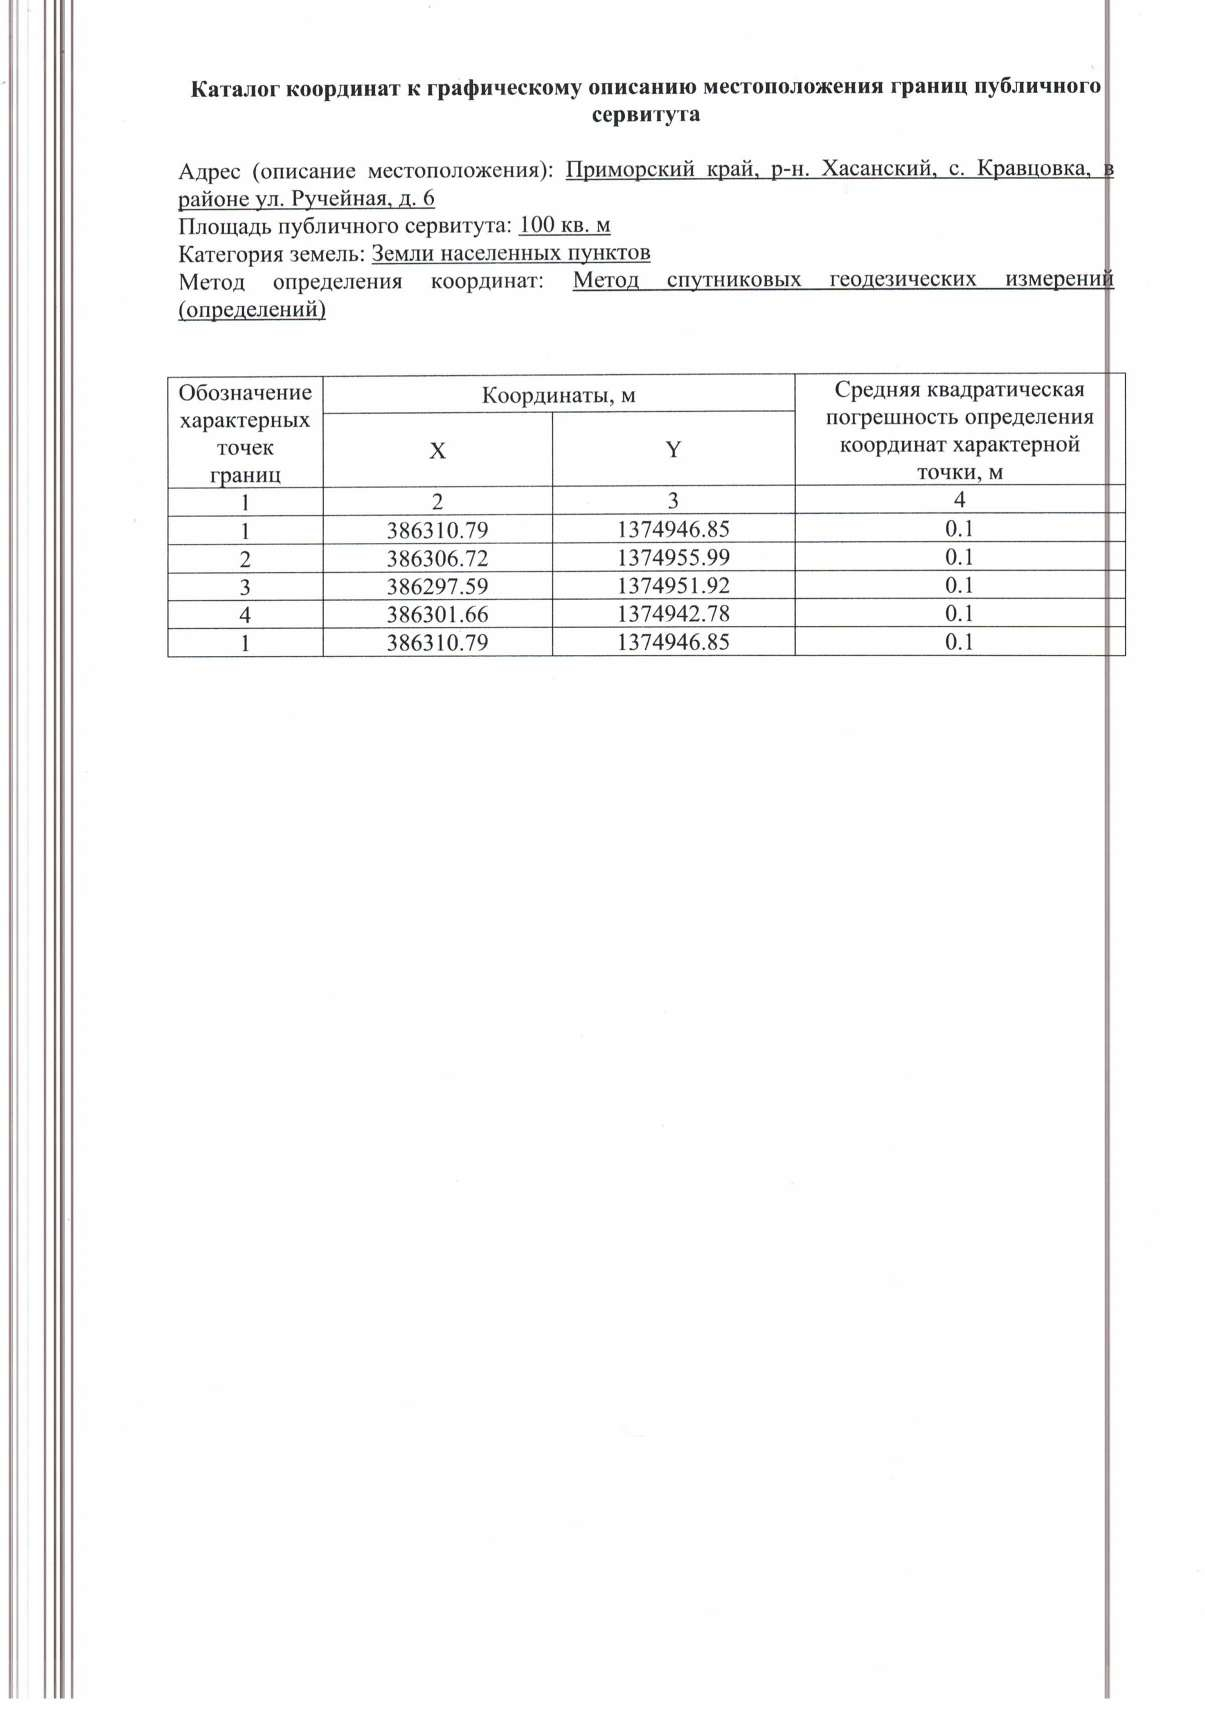 Каталог координат к графическому описанию местоположения границ публичного
сервитута
Адрес (описание местоположения): Приморский край, р-н. Хасанский, с. Кравцовка, в
районе ул. Ручейная, д. 6
Площадь публичного сервитута: 100 кв. м
Категория земель: Земли населенных пунктов
Метод определения координат: Метод спутниковых геодезических измерений
(определений)
Обозначение
характерных
точек
границ
Координаты, м
X
Y
Средняя квадратическая
погрешность определения
координат характерной
точки, м
1 2 3 4
1 386310.79 1374946.85 0.1
2 386306.72 1374955.99 0.1
3 386297.59 1374951.92 0.1
4 386301.66 1374942.78 0.1
1 386310.79 1374946.85 0.1